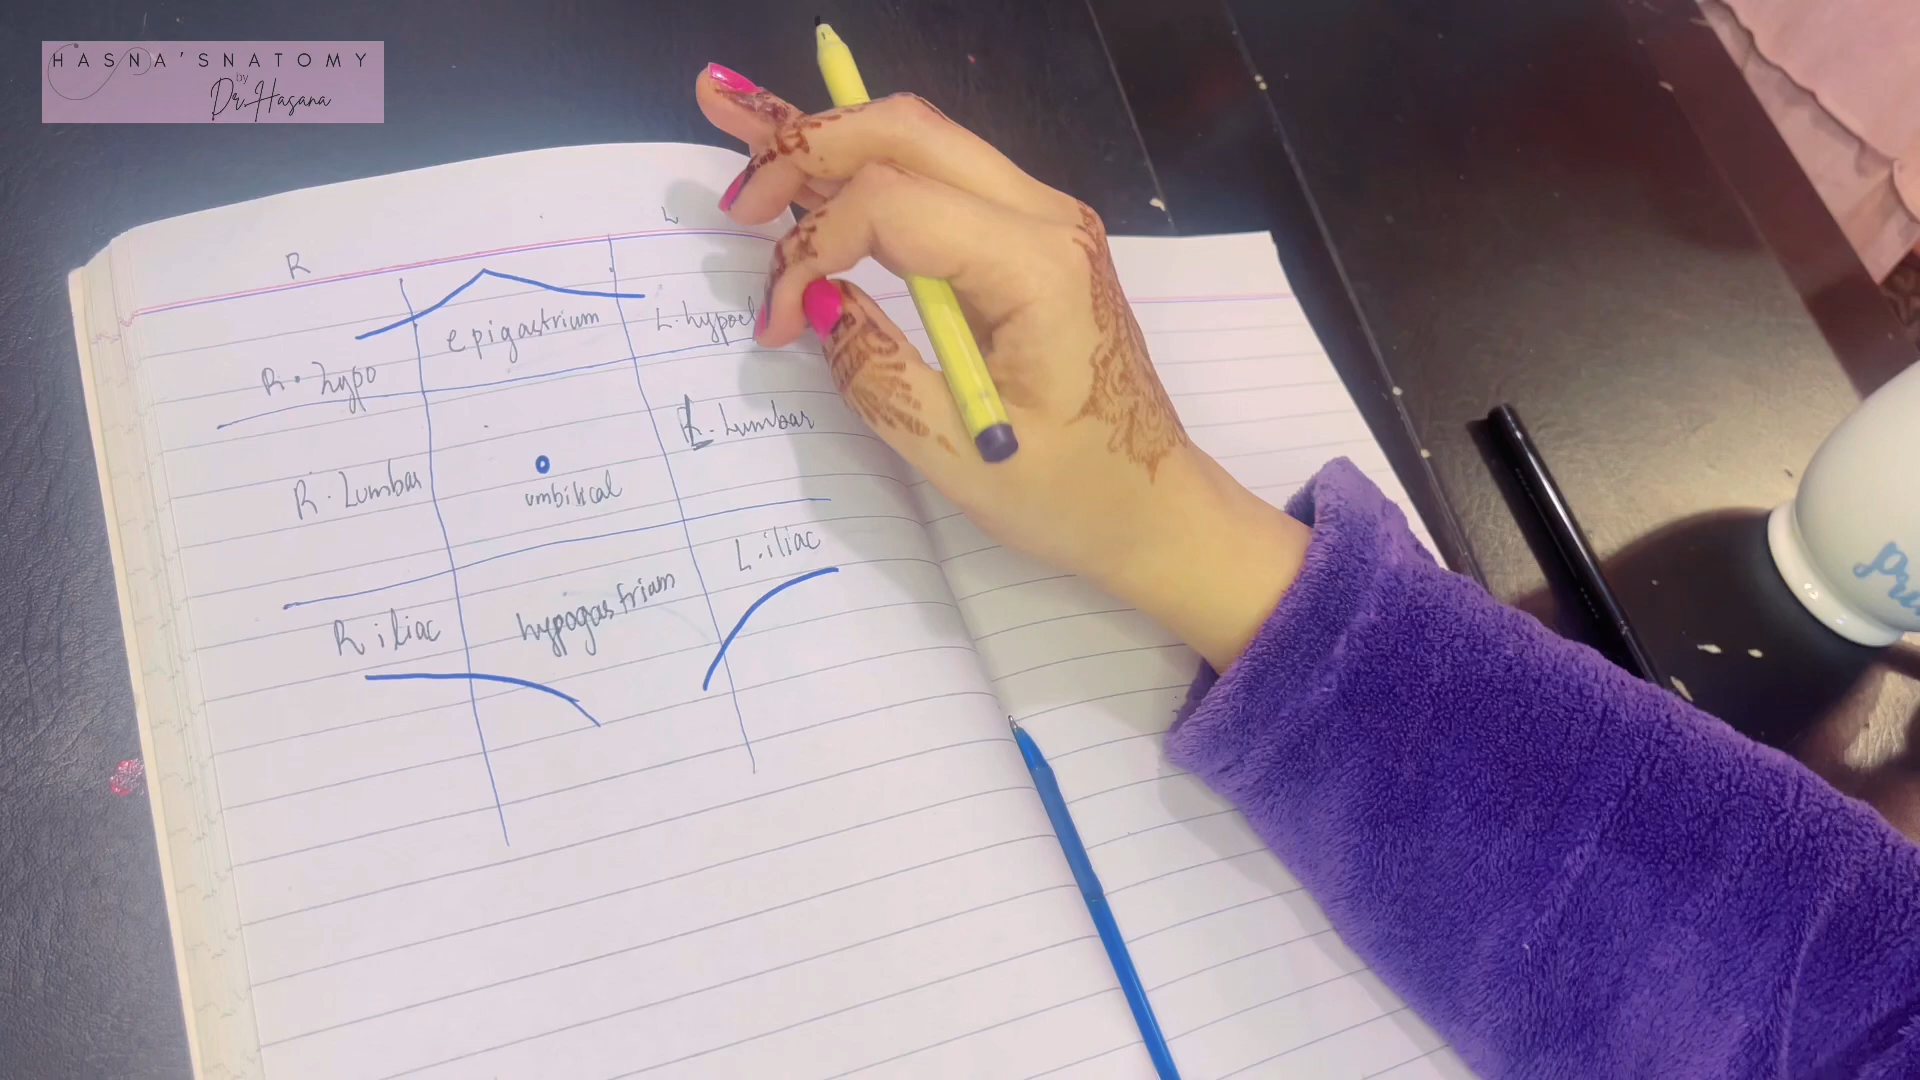 HASNA'SNATOMY
by
Dr.Hasana
R
L
epigastrium
L.hypoc
R. hypo
L. Lumbar
R. Lumbar
umbilical
L.iliac
R iliac
hypogastrium